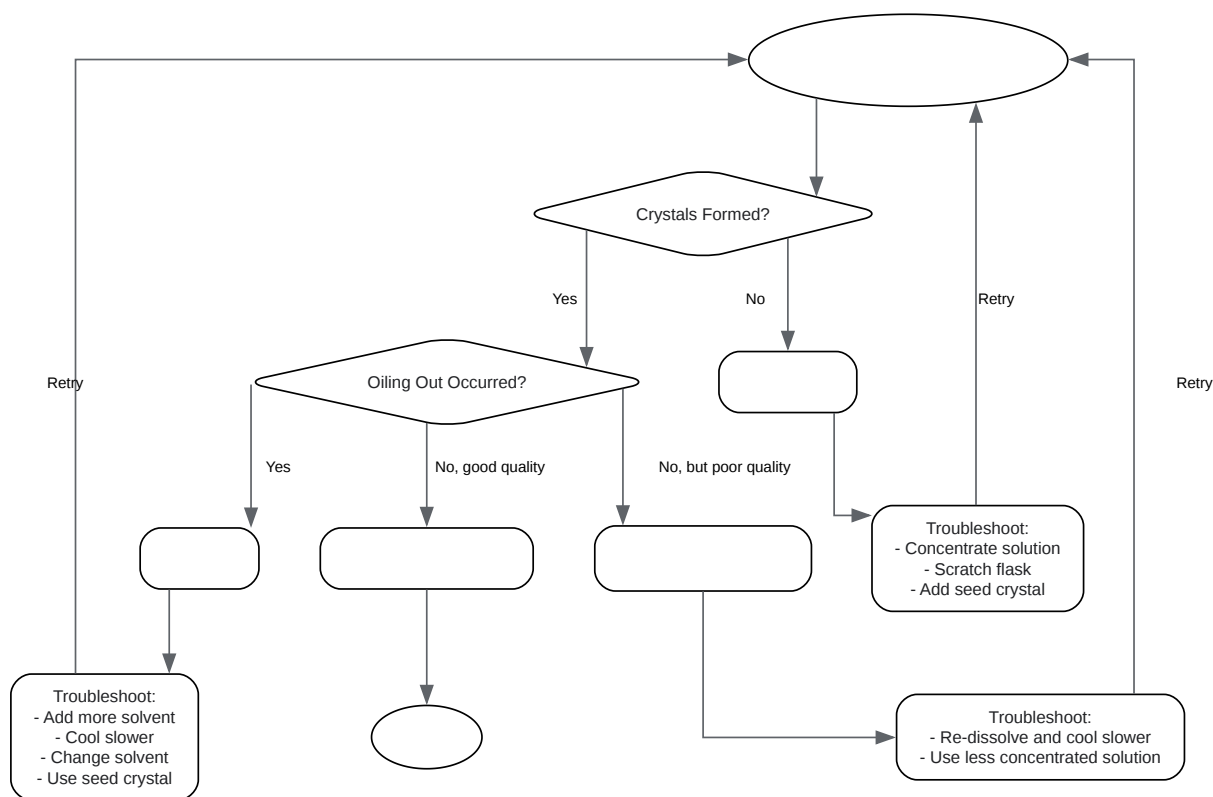 Crystals Formed?
Yes
No
Retry
Retry
Oiling Out Occurred?
Retry
Yes
No, good quality
No, but poor quality
Troubleshoot:
- Concentrate solution
- Scratch flask
- Add seed crystal
Troubleshoot:
- Add more solvent
- Cool slower
- Change solvent
- Use seed crystal
Troubleshoot:
- Re-dissolve and cool slower
- Use less concentrated solution